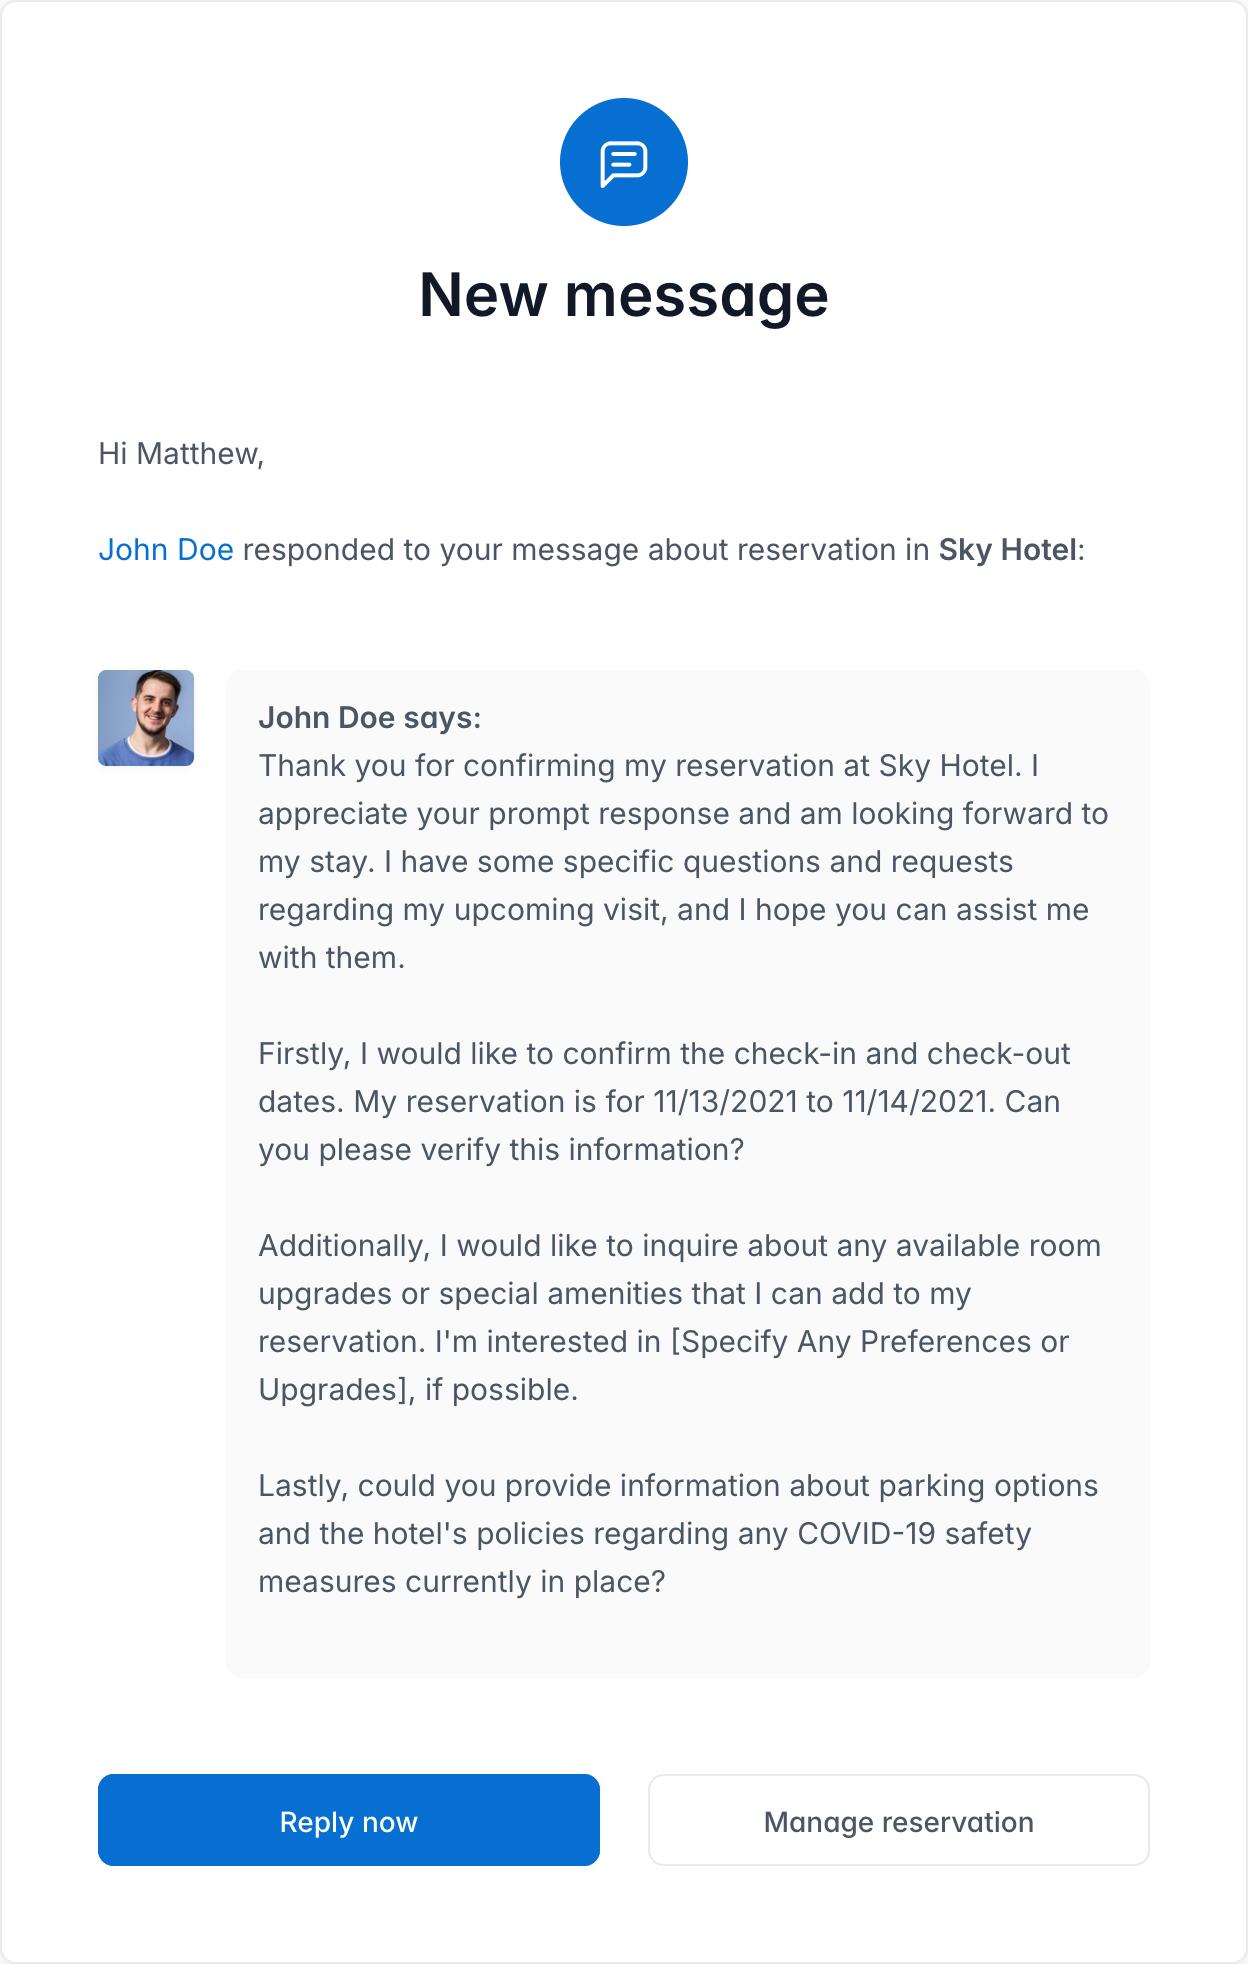 New message
Hi Matthew,
John Doe responded to your message about reservation in Sky Hotel:
John Doe says:
Thank you for confirming my reservation at Sky Hotel. I
appreciate your prompt response and am looking forward to
my stay. I have some specific questions and requests
regarding my upcoming visit, and I hope you can assist me
with them.
Firstly, I would like to confirm the check-in and check-out
dates. My reservation is for 11/13/2021 to 11/14/2021. Can
you please verify this information?
Additionally, I would like to inquire about any available room
upgrades or special amenities that I can add to my
reservation. I'm interested in [Specify Any Preferences or
Upgrades], if possible.
Lastly, could you provide information about parking options
and the hotel's policies regarding any COVID-19 safety
measures currently in place?
Reply now
Manage reservation